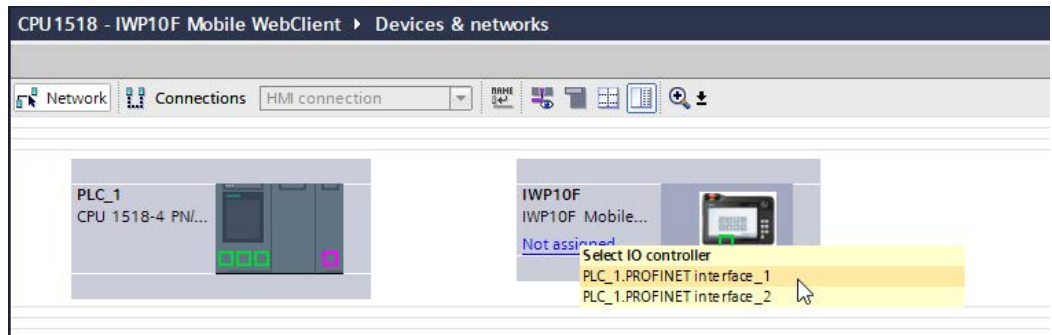 CPU1518 - IWP10F Mobile WebClient ▸ Devices & networks
Network Connections HMI connection
NAME
PLC_1
CPU 1518-4 PN/...
IWP10F
IWP10F Mobile...
Not assigned
Select IO controller
PLC_1.PROFINET interface_1
PLC_1.PROFINET interface_2